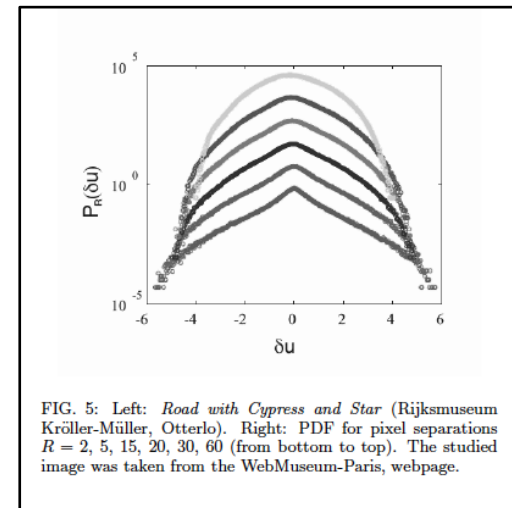 10 5
10 0
10 -5
P_R(δu)
-6 -4 -2 0 2 4 6
δu
FIG. 5: Left: Road with Cypress and Star (Rijksmuseum
Kröller-Müller, Otterlo). Right: PDF for pixel separations
R = 2, 5, 15, 20, 30, 60 (from bottom to top). The studied
image was taken from the WebMuseum-Paris, webpage.